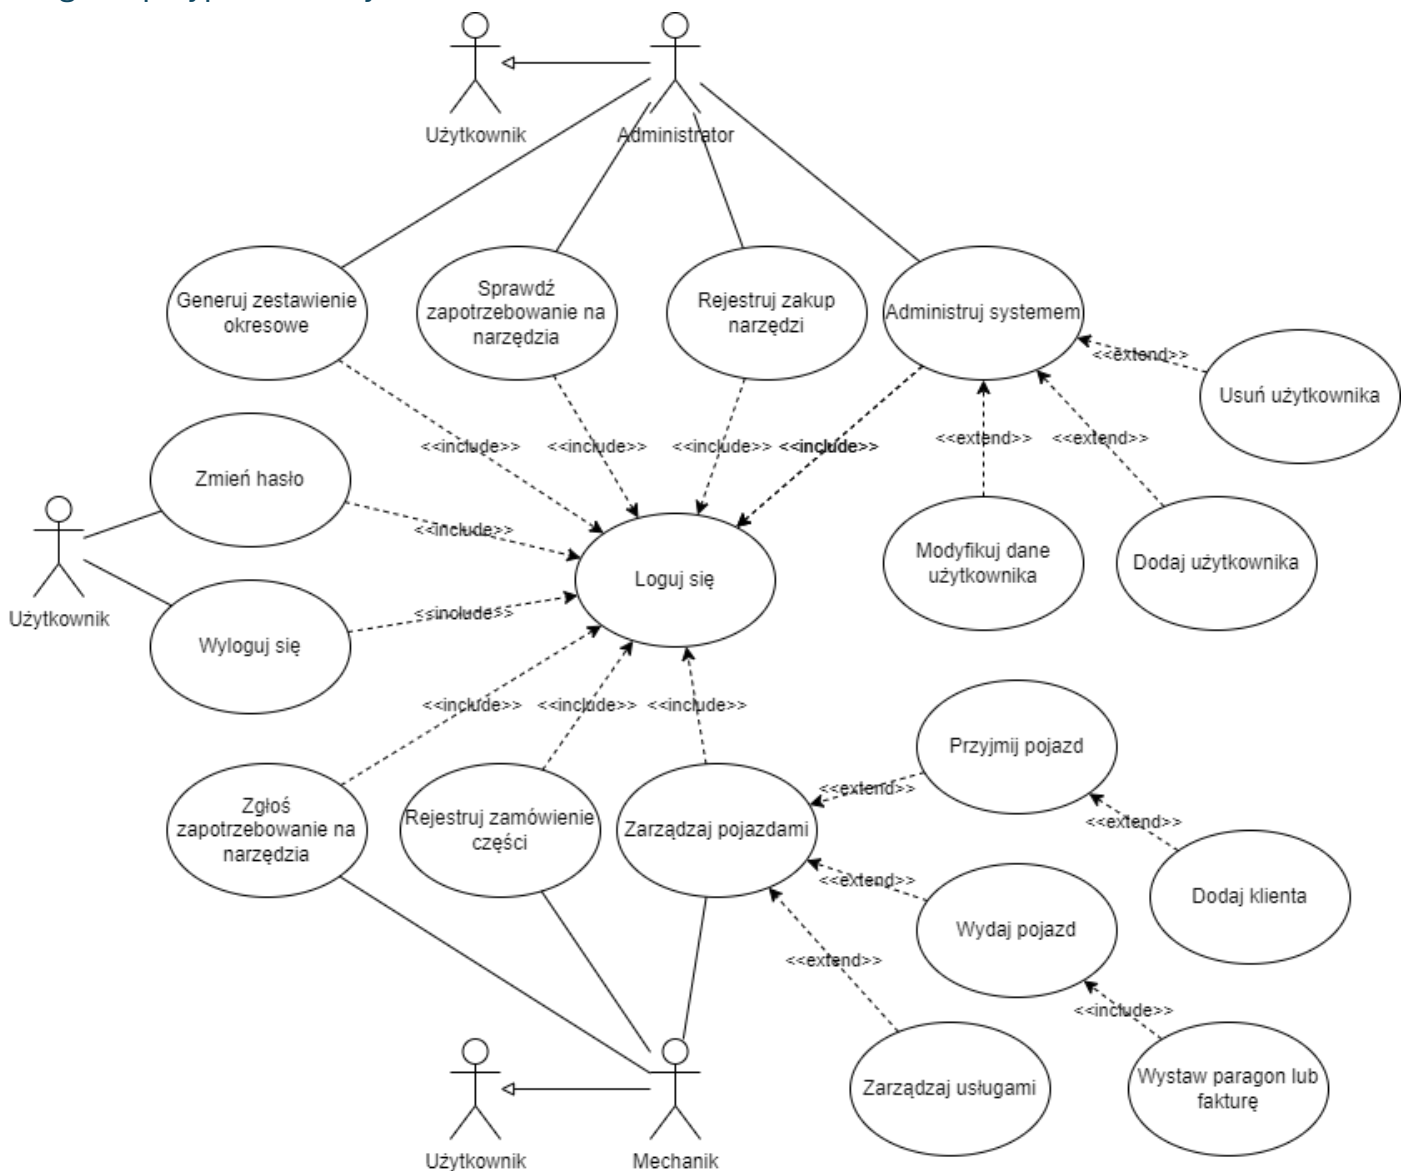 Użytkownik
Administrator
Generuj zestawienie
okresowe
Sprawdź
zapotrzebowanie na
narzędzia
Rejestruj zakup
narzędzi
Administruj systemem
<<extend>>
Usuń użytkownika
<<include>>
<<include>>
<<include>>
<<include>>
<<extend>>
<<extend>>
Zmień hasło
<<include>>
Modyfikuj dane
użytkownika
Dodaj użytkownika
Loguj się
Użytkownik
<<include>>
Wyloguj się
<<include>>
<<include>>
<<include>>
Przyjmij pojazd
<<extend>>
Zgłoś
zapotrzebowanie na
narzędzia
Rejestruj zamówienie
części
Zarządzaj pojazdami
<<extend>>
<<extend>>
Dodaj klienta
Wydaj pojazd
<<extend>>
<<include>>
Zarządzaj usługami
Wystaw paragon lub
fakturę
Użytkownik
Mechanik